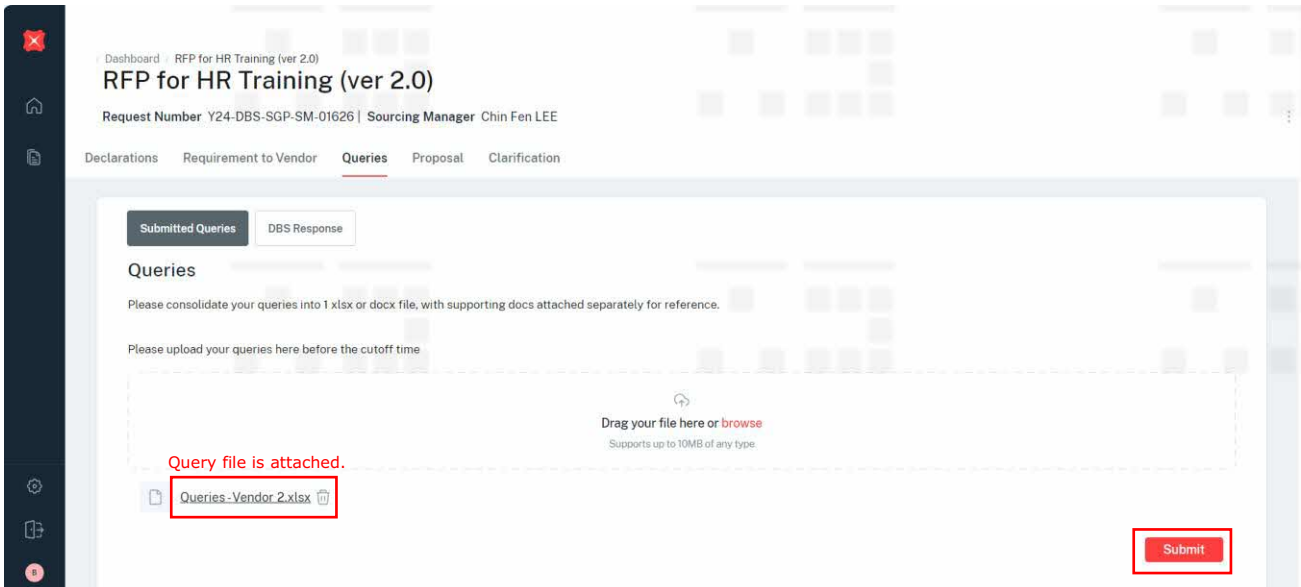 / Dashboard / RFP for HR Training (ver 2.0)
RFP for HR Training (ver 2.0)
Request Number Y24-DBS-SGP-SM-01626 | Sourcing Manager Chin Fen LEE
Declarations Requirement to Vendor Queries Proposal Clarification
Submitted Queries DBS Response
Queries
Please consolidate your queries into 1 xlsx or docx file, with supporting docs attached separately for reference.
Please upload your queries here before the cutoff time
Drag your file here or browse
Supports up to 10MB of any type
Query file is attached.
Queries - Vendor 2.xlsx
Submit
B